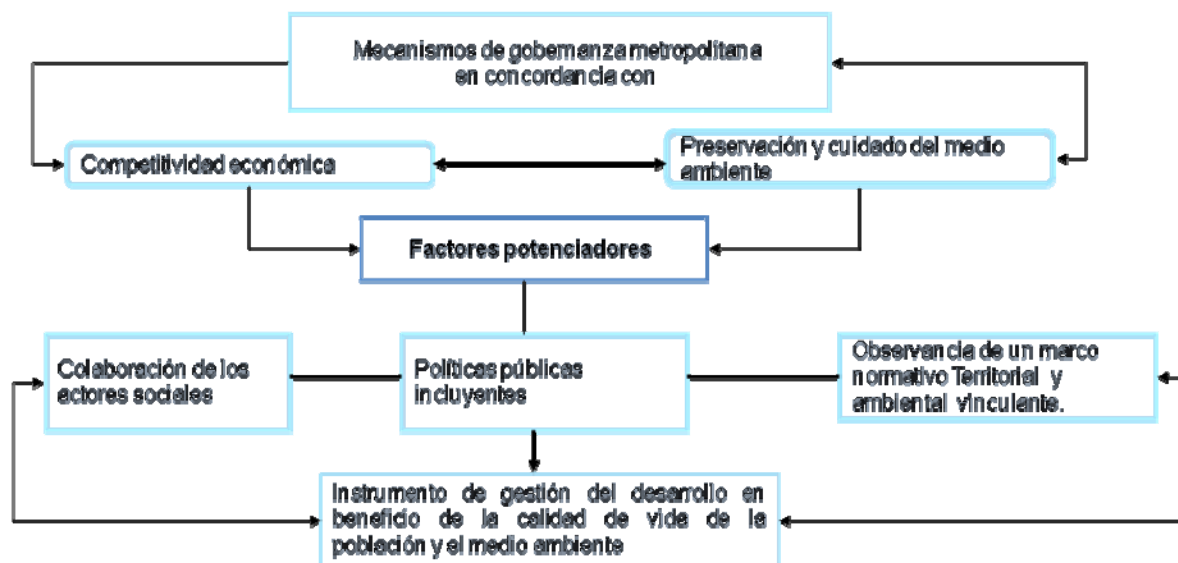 Mecanismos de gobernanza metropolitana
en concordancia con
Competitividad económica
Preservación y cuidado del medio
ambiente
Factores potenciadores
Colaboración de los
actores sociales
Políticas públicas
incluyentes
Observancia de un marco
normativo Territorial y
ambiental vinculante.
Instrumento de gestión del desarrollo en
beneficio de la calidad de vida de la
población y el medio ambiente